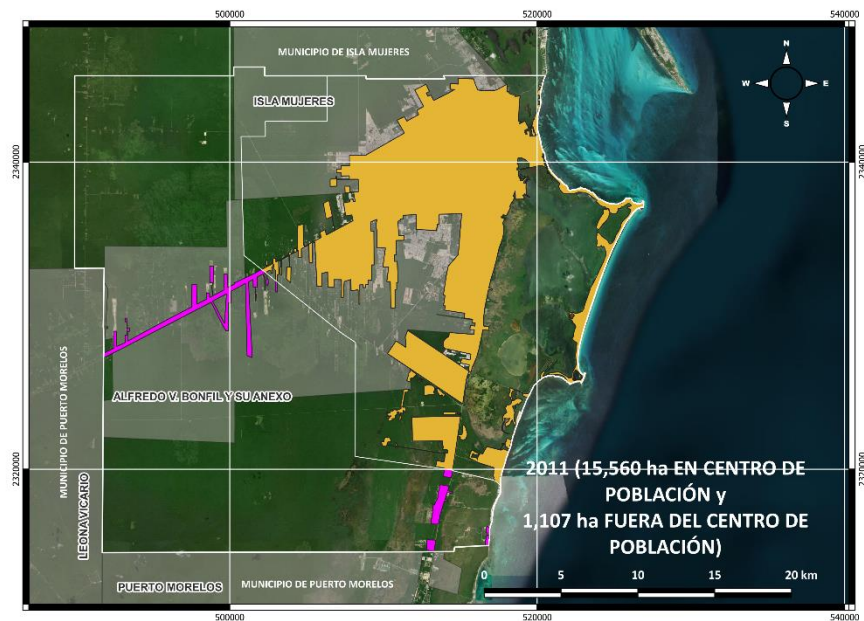 500000
520000
540000
MUNICIPIO DE ISLA MUJERES
ISLA MUJERES
N
W
E
S
2340000
2340000
ALFREDO V. BONFIL Y SU ANEXO
MUNICIPIO DE PUERTO MORELOS
LEONA VICARIO
2320000
2320000
2011 (15,560 ha EN CENTRO DE
POBLACIÓN y
1,107 ha FUERA DEL CENTRO DE
POBLACIÓN)
PUERTO MORELOS
MUNICIPIO DE PUERTO MORELOS
0
5
10
15
20 km
500000
520000
540000